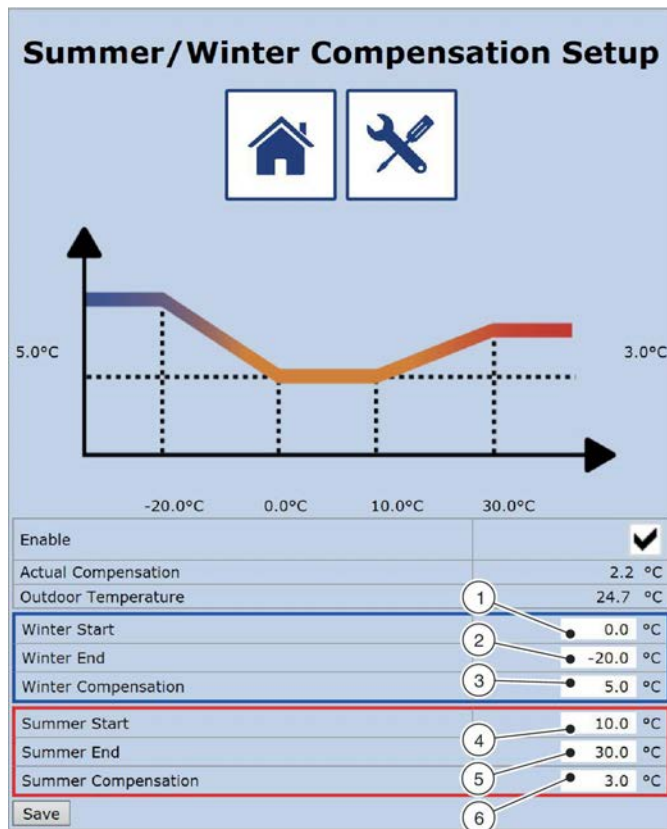 Summer/Winter Compensation Setup
5.0°C
3.0°C
-20.0°C 0.0°C 10.0°C 30.0°C
Enable
Actual Compensation 2.2 °C
Outdoor Temperature 24.7 °C
1
Winter Start 0.0 °C
2
Winter End -20.0 °C
3
Winter Compensation 5.0 °C
Summer Start 10.0 °C
4
Summer End 30.0 °C
5
Summer Compensation 3.0 °C
6
Save